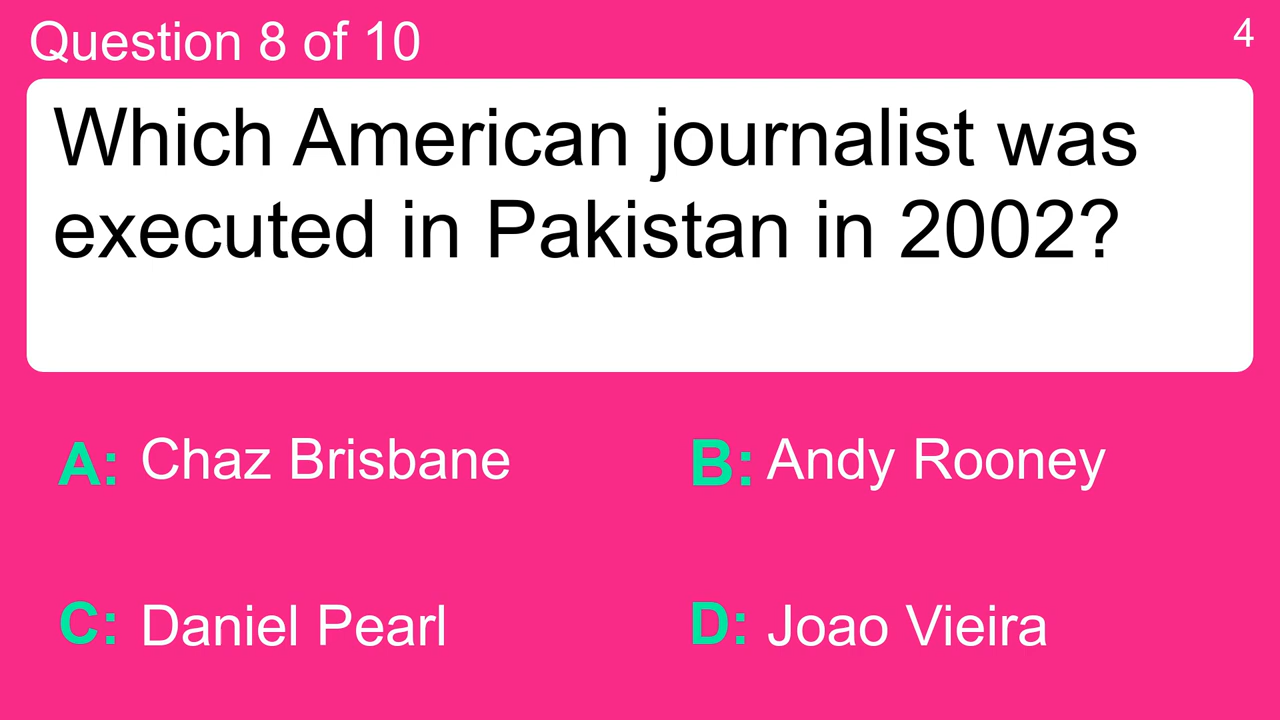 Question 8 of 10
4
Which American journalist was
executed in Pakistan in 2002?
A: Chaz Brisbane
B: Andy Rooney
C: Daniel Pearl
D: Joao Vieira